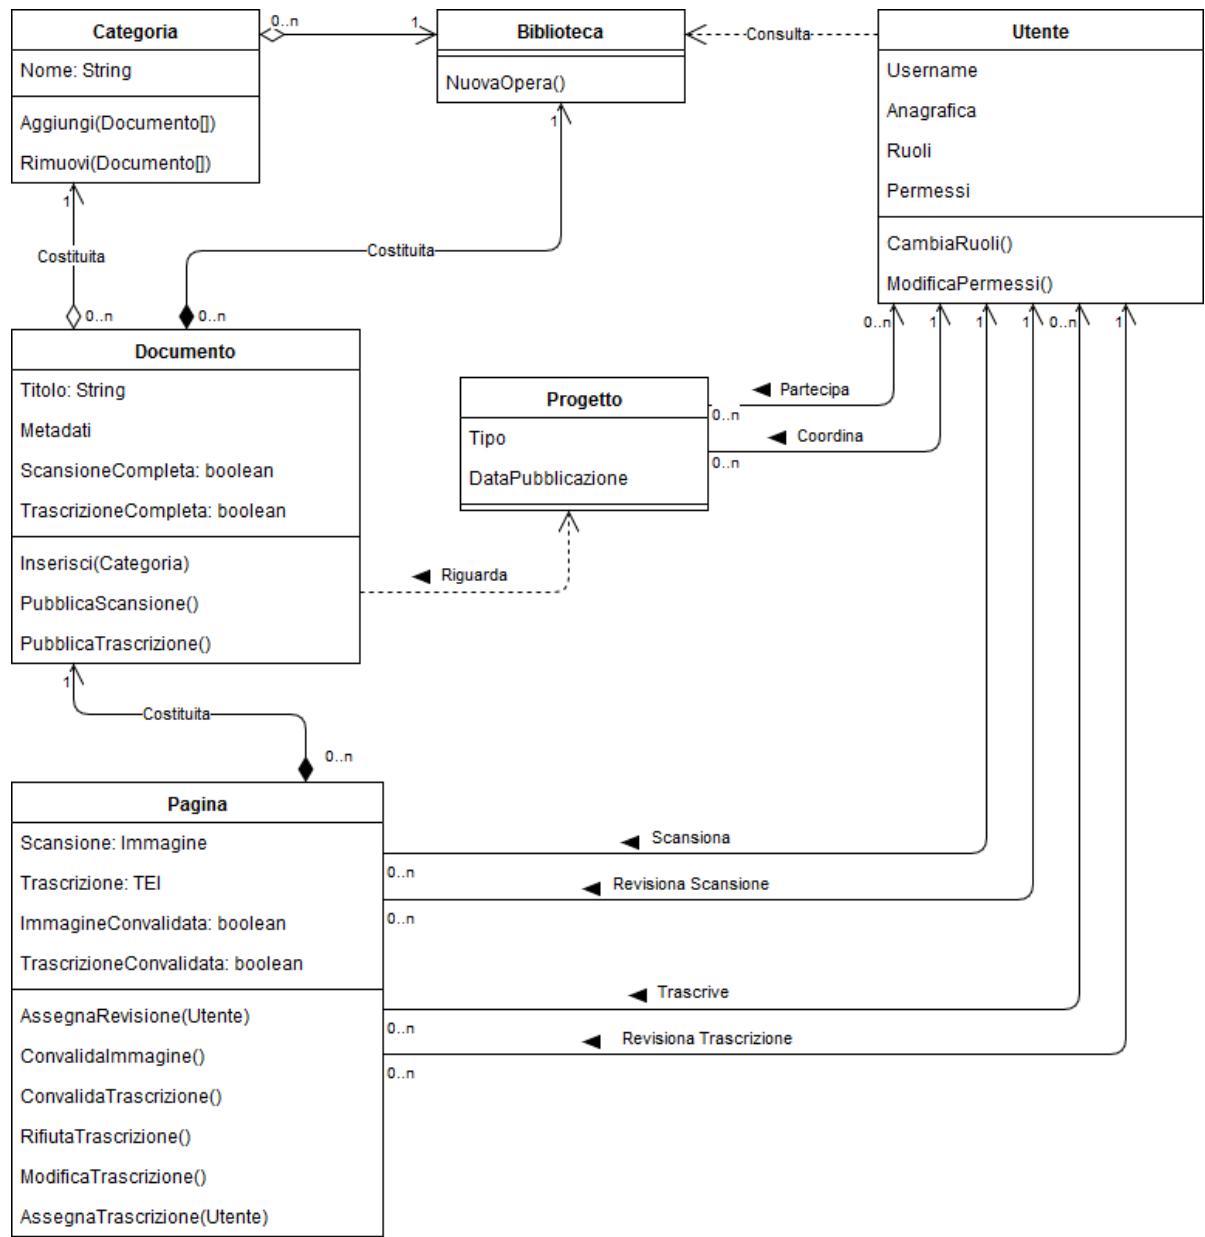 Categoria
Nome: String
Aggiungi(Documento[])
Rimuovi(Documento[])
0..n
1
Biblioteca
NuovaOpera()
Consulta
Utente
Username
Anagrafica
Ruoli
Permessi
CambiaRuoli()
ModificaPermessi()
1
1
Costituita
Costituita
0..n
0..n
0..n
1
1
1
0..n
1
Documento
Titolo: String
Metadati
ScansioneCompleta: boolean
TrascrizioneCompleta: boolean
Inserisci(Categoria)
PubblicaScansione()
PubblicaTrascrizione()
Progetto
Tipo
DataPubblicazione
Partecipa
0..n
Coordina
0..n
Riguarda
1
Costituita
0..n
Pagina
Scansione: Immagine
Trascrizione: TEI
ImmagineConvalidata: boolean
TrascrizioneConvalidata: boolean
AssegnaRevisione(Utente)
ConvalidaImmagine()
ConvalidaTrascrizione()
RifiutaTrascrizione()
ModificaTrascrizione()
AssegnaTrascrizione(Utente)
Scansiona
0..n
Revisiona Scansione
0..n
Trascrive
0..n
Revisiona Trascrizione
0..n